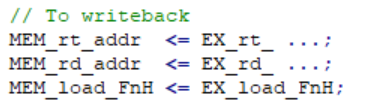 // To writeback
MEM_rt_addr <= EX_rt_ ...;
MEM_rd_addr <= EX_rd_ ...;
MEM_load_FnH <= EX_load_FnH;